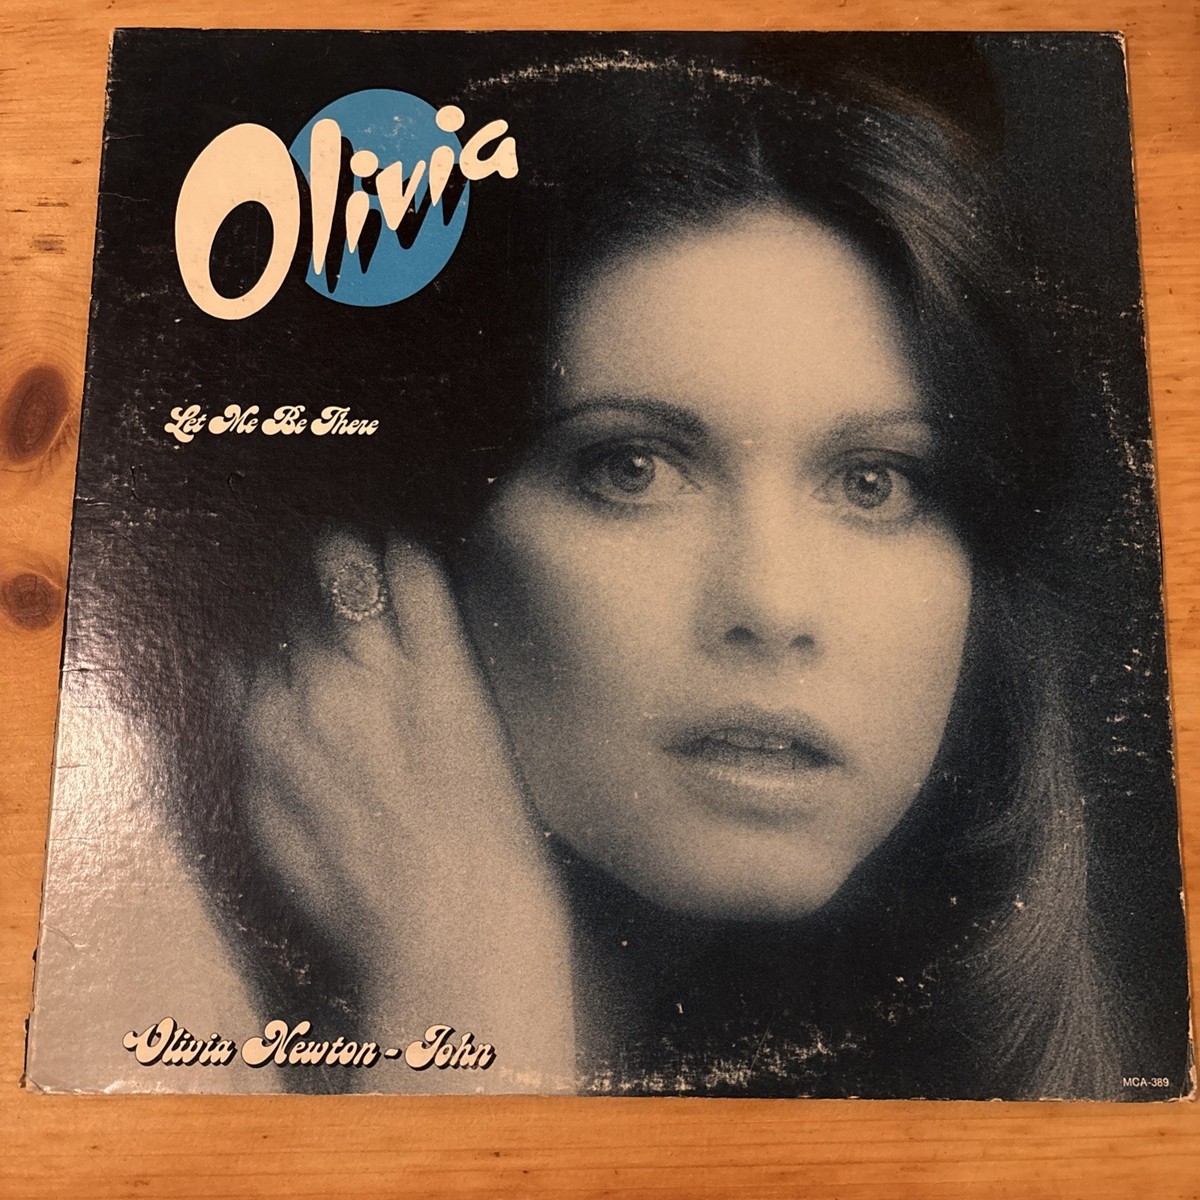 Olivia
Let Me Be There
Olivia Newton-John
MCA-389